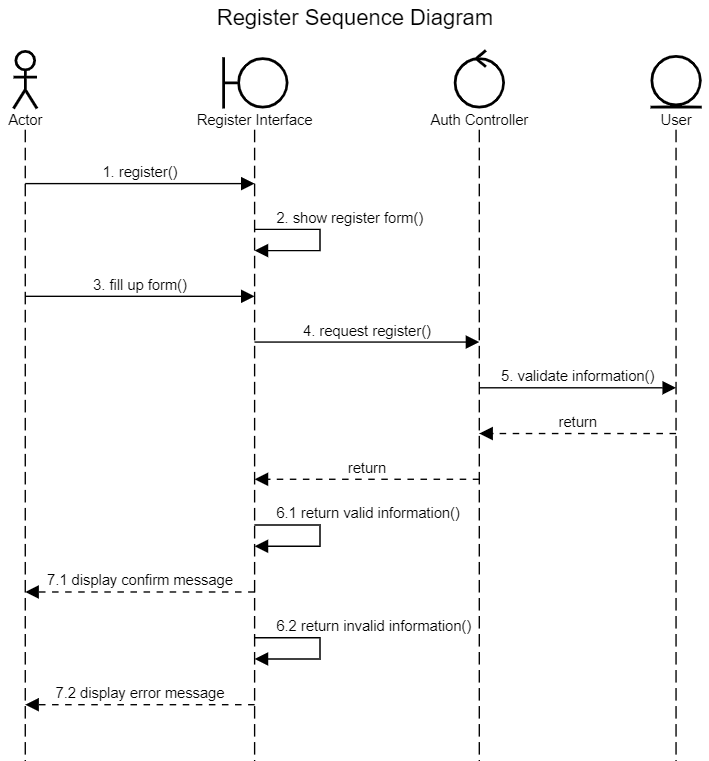 Register Sequence Diagram
Actor
Register Interface
Auth Controller
User
1. register()
2. show register form()
3. fill up form()
4. request register()
5. validate information()
return
return
6.1 return valid information()
7.1 display confirm message
6.2 return invalid information()
7.2 display error message